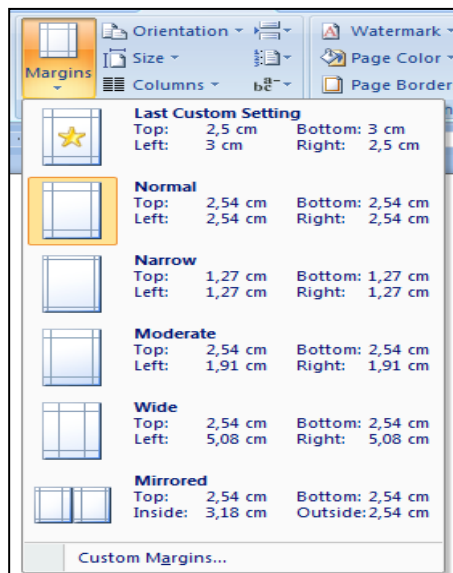 Orientation
Watermark
Size
Page Color
Margins
Columns
Page Border
Last Custom Setting
Top: 2,5 cm Bottom: 3 cm
Left: 3 cm Right: 2,5 cm
Normal
Top: 2,54 cm Bottom: 2,54 cm
Left: 2,54 cm Right: 2,54 cm
Narrow
Top: 1,27 cm Bottom: 1,27 cm
Left: 1,27 cm Right: 1,27 cm
Moderate
Top: 2,54 cm Bottom: 2,54 cm
Left: 1,91 cm Right: 1,91 cm
Wide
Top: 2,54 cm Bottom: 2,54 cm
Left: 5,08 cm Right: 5,08 cm
Mirrored
Top: 2,54 cm Bottom: 2,54 cm
Inside: 3,18 cm Outside: 2,54 cm
Custom Margins...